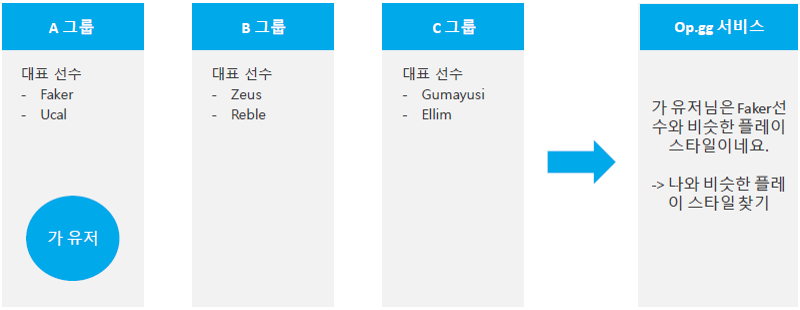 A 그룹
대표 선수
- Faker
- Ucal
가 유저
B 그룹
대표 선수
- Zeus
- Reble
C 그룹
대표 선수
- Gumayusi
- Ellim
Op.gg 서비스
가 유저님은 Faker선
수와 비슷한 플레이
스타일이네요.
-> 나와 비슷한 플레
이 스타일 찾기